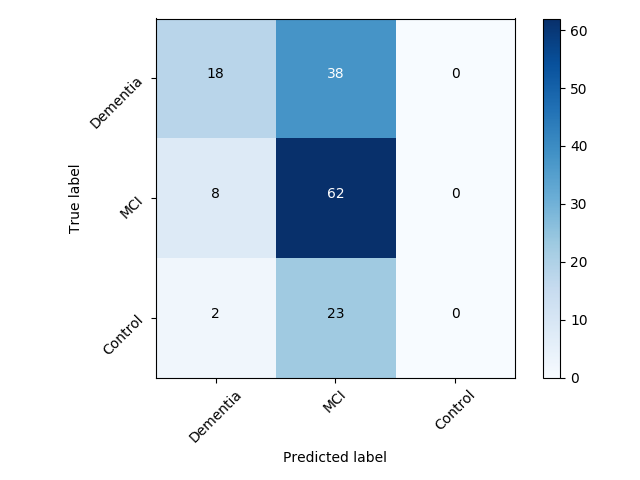 Dementia 18 38 0
MCI 8 62 0
Control 2 23 0
Dementia MCI Control
True label
Predicted label
60
50
40
30
20
10
0